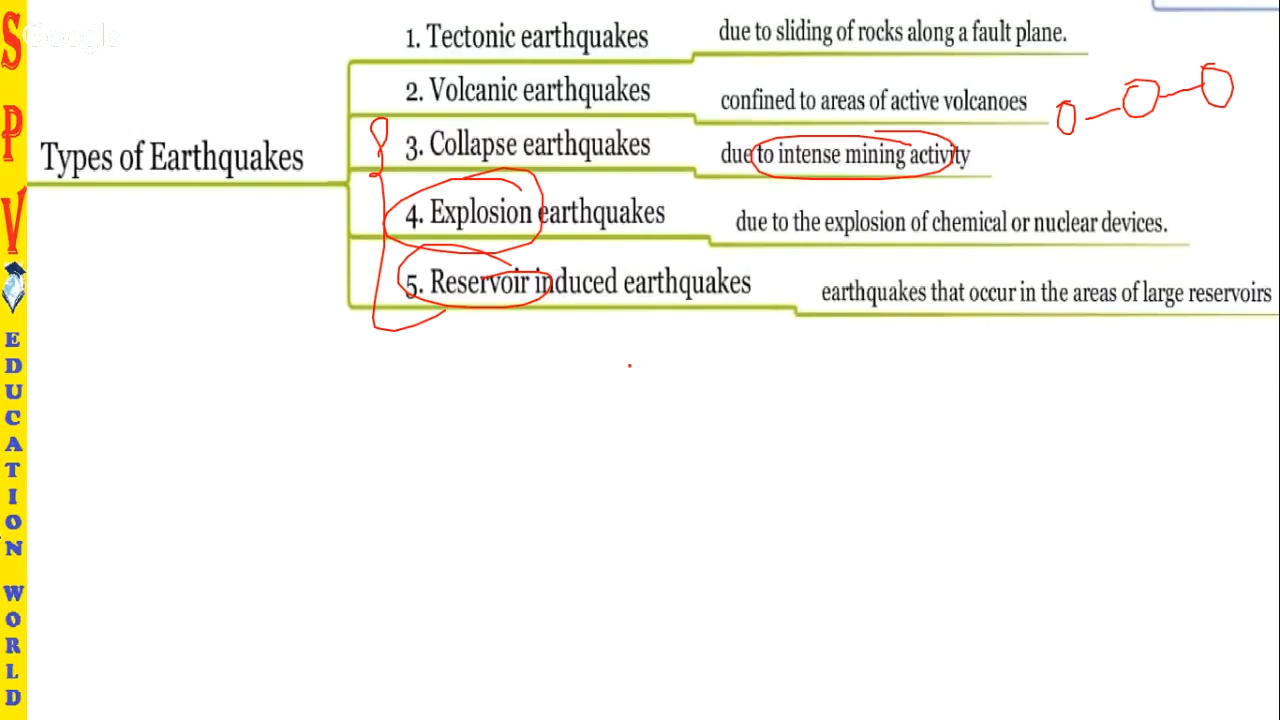 Google
1. Tectonic earthquakes due to sliding of rocks along a fault plane.
2. Volcanic earthquakes confined to areas of active volcanoes
Types of Earthquakes
3. Collapse earthquakes due to intense mining activity
4. Explosion earthquakes due to the explosion of chemical or nuclear devices.
5. Reservoir induced earthquakes earthquakes that occur in the areas of large reservoirs
SPV EDUCATION WORLD